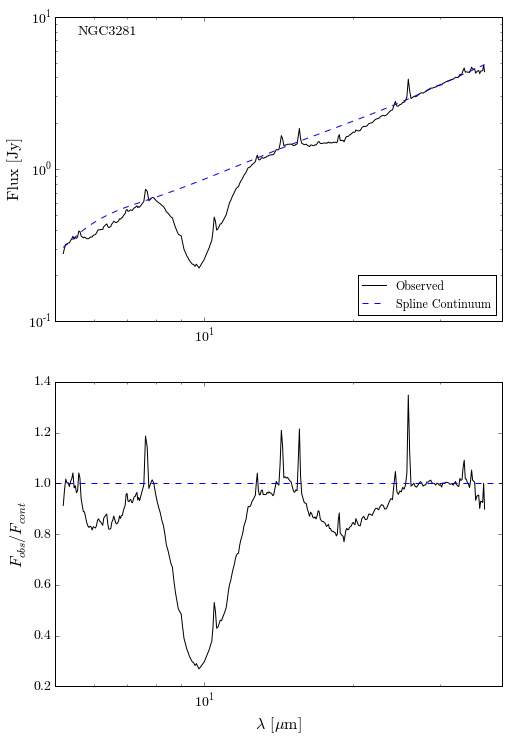 10^1
NGC3281
Flux [Jy]
10^0
Observed
Spline Continuum
10^-1
10^1
1.4
1.2
1.0
F_obs/F_cont
0.8
0.6
0.4
0.2
10^1
λ [μm]